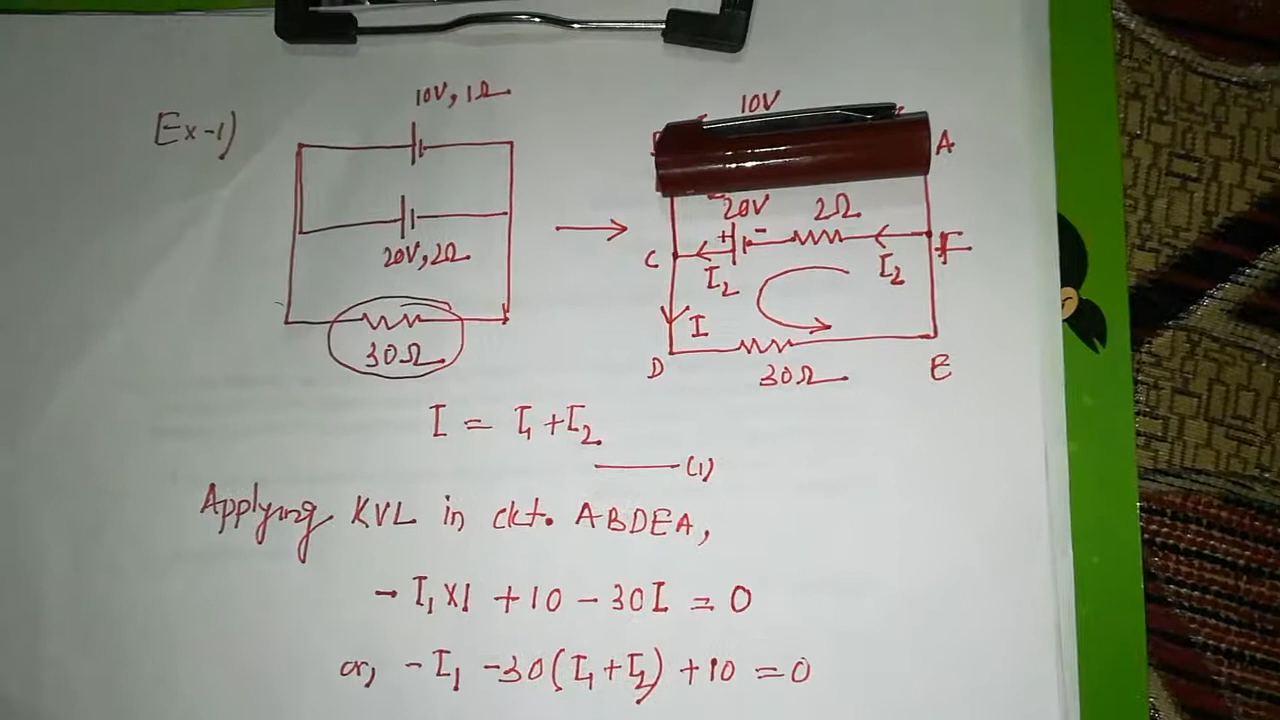 Ex-1)
10V, 1Ω
20V, 2Ω
30Ω
10V
A
20V 2Ω
+ -
C F
I₂ I₂
I
D 30Ω E
I = I₁ + I₂
(1)
Applying KVL in ckt. ABDEA,
- I₁ X 1 + 10 - 30I = 0
or, - I₁ - 30(I₁ + I₂) + 10 = 0